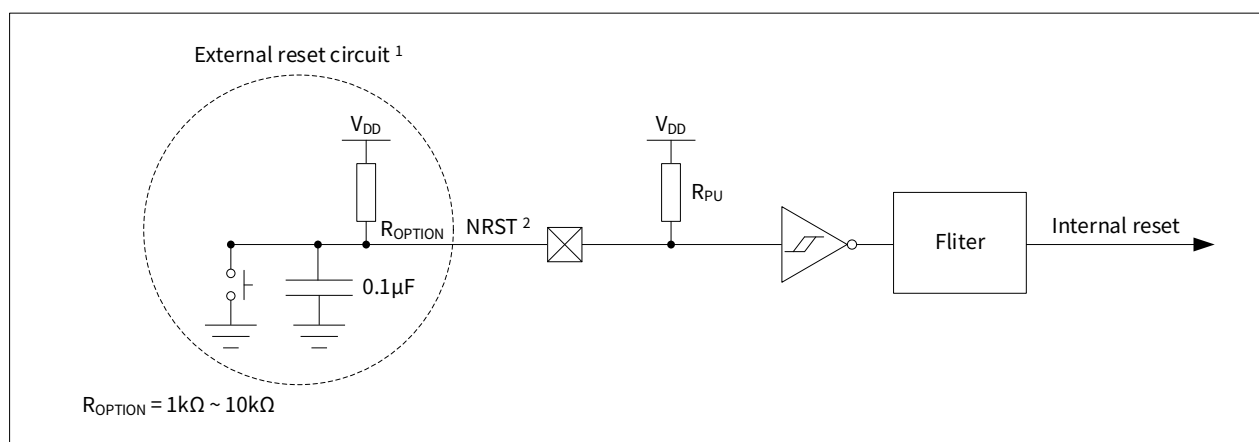 External reset circuit 1
VDD
VDD
ROPTION
NRST 2
RPU
Fliter
Internal reset
0.1μF
ROPTION = 1kΩ ~ 10kΩ